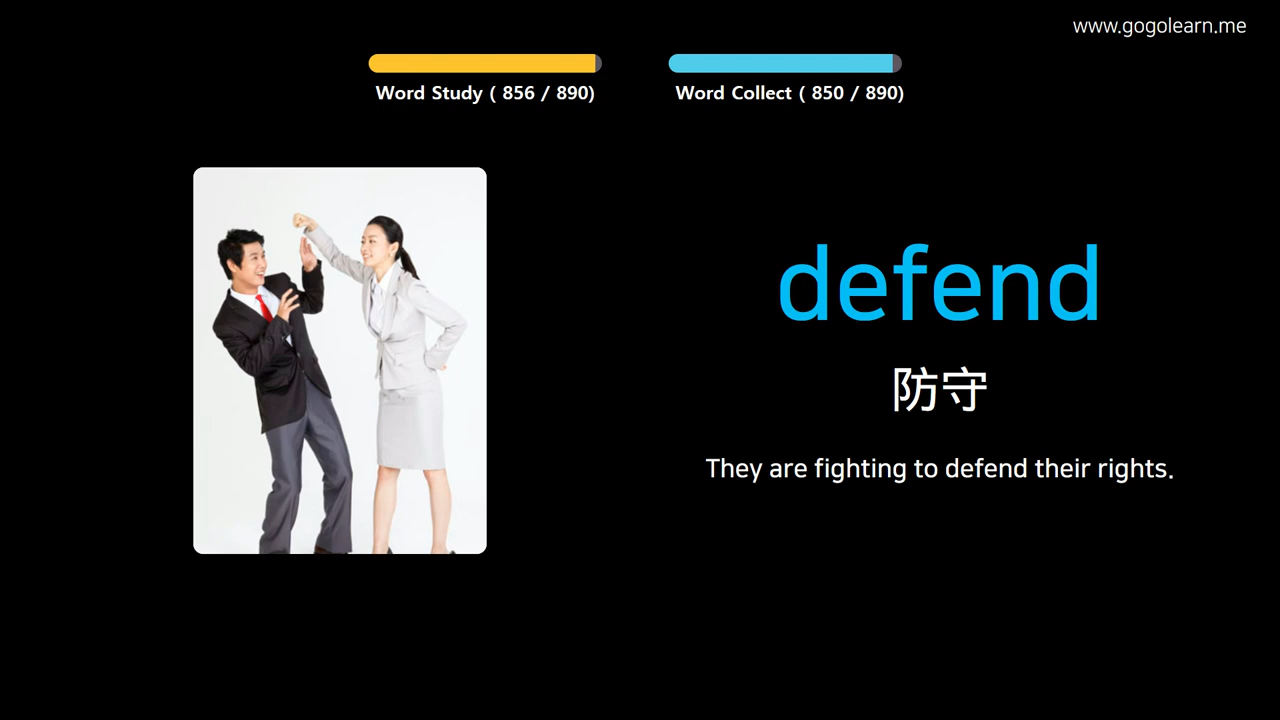 www.gogolearn.me
Word Study ( 856 / 890)
Word Collect ( 850 / 890)
defend
防守
They are fighting to defend their rights.